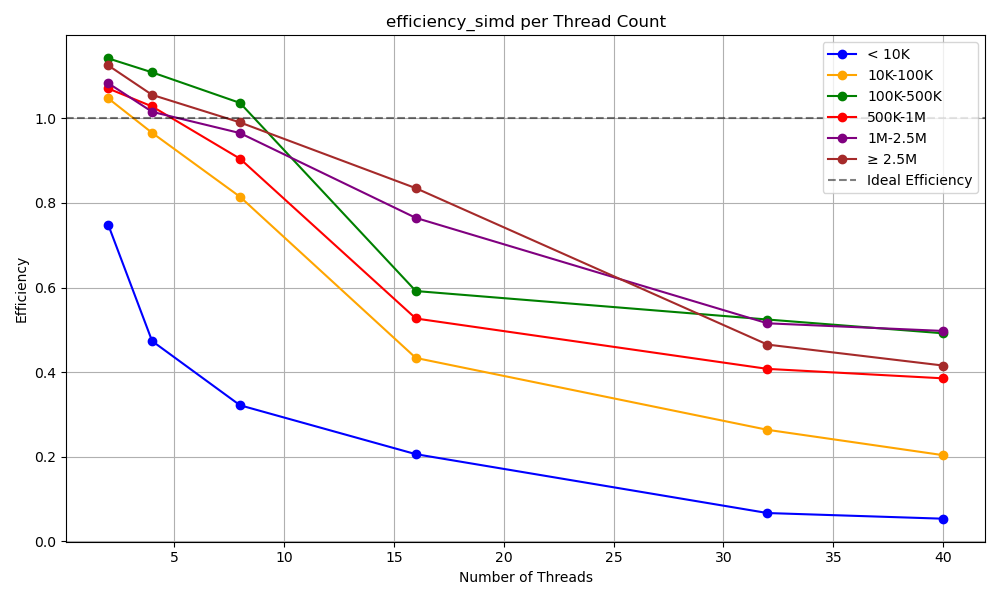 efficiency_simd per Thread Count
Efficiency
1.0
0.8
0.6
0.4
0.2
0.0
< 10K
10K-100K
100K-500K
500K-1M
1M-2.5M
≥ 2.5M
Ideal Efficiency
5 10 15 20 25 30 35 40
Number of Threads